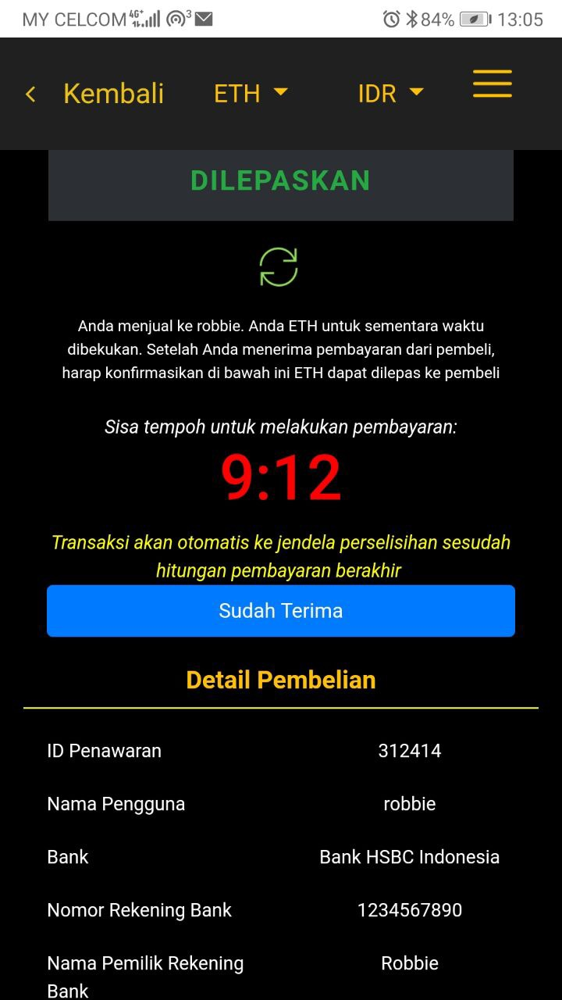 MY CELCOM 4G+ 3 84% 13:05
Kembali ETH IDR
DILEPASKAN
Anda menjual ke robbie. Anda ETH untuk sementara waktu
dibekukan. Setelah Anda menerima pembayaran dari pembeli,
harap konfirmasikan di bawah ini ETH dapat dilepas ke pembeli
Sisa tempoh untuk melakukan pembayaran:
9:12
Transaksi akan otomatis ke jendela perselisihan sesudah
hitungan pembayaran berakhir
Sudah Terima
Detail Pembelian
ID Penawaran 312414
Nama Pengguna robbie
Bank Bank HSBC Indonesia
Nomor Rekening Bank 1234567890
Nama Pemilik Rekening Robbie
Bank